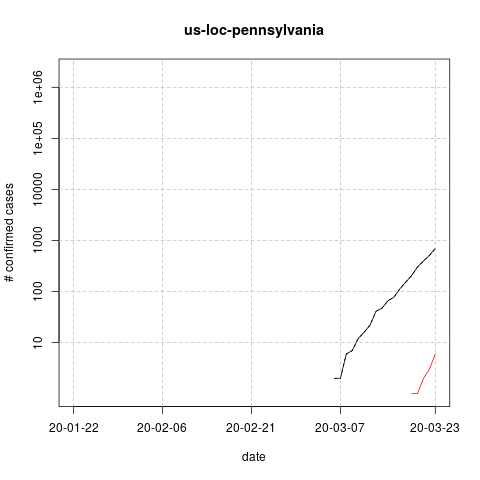 us-loc-pennsylvania
# confirmed cases
1e+06
1e+05
10000
1000
100
10
20-01-22 20-02-06 20-02-21 20-03-07 20-03-23
date